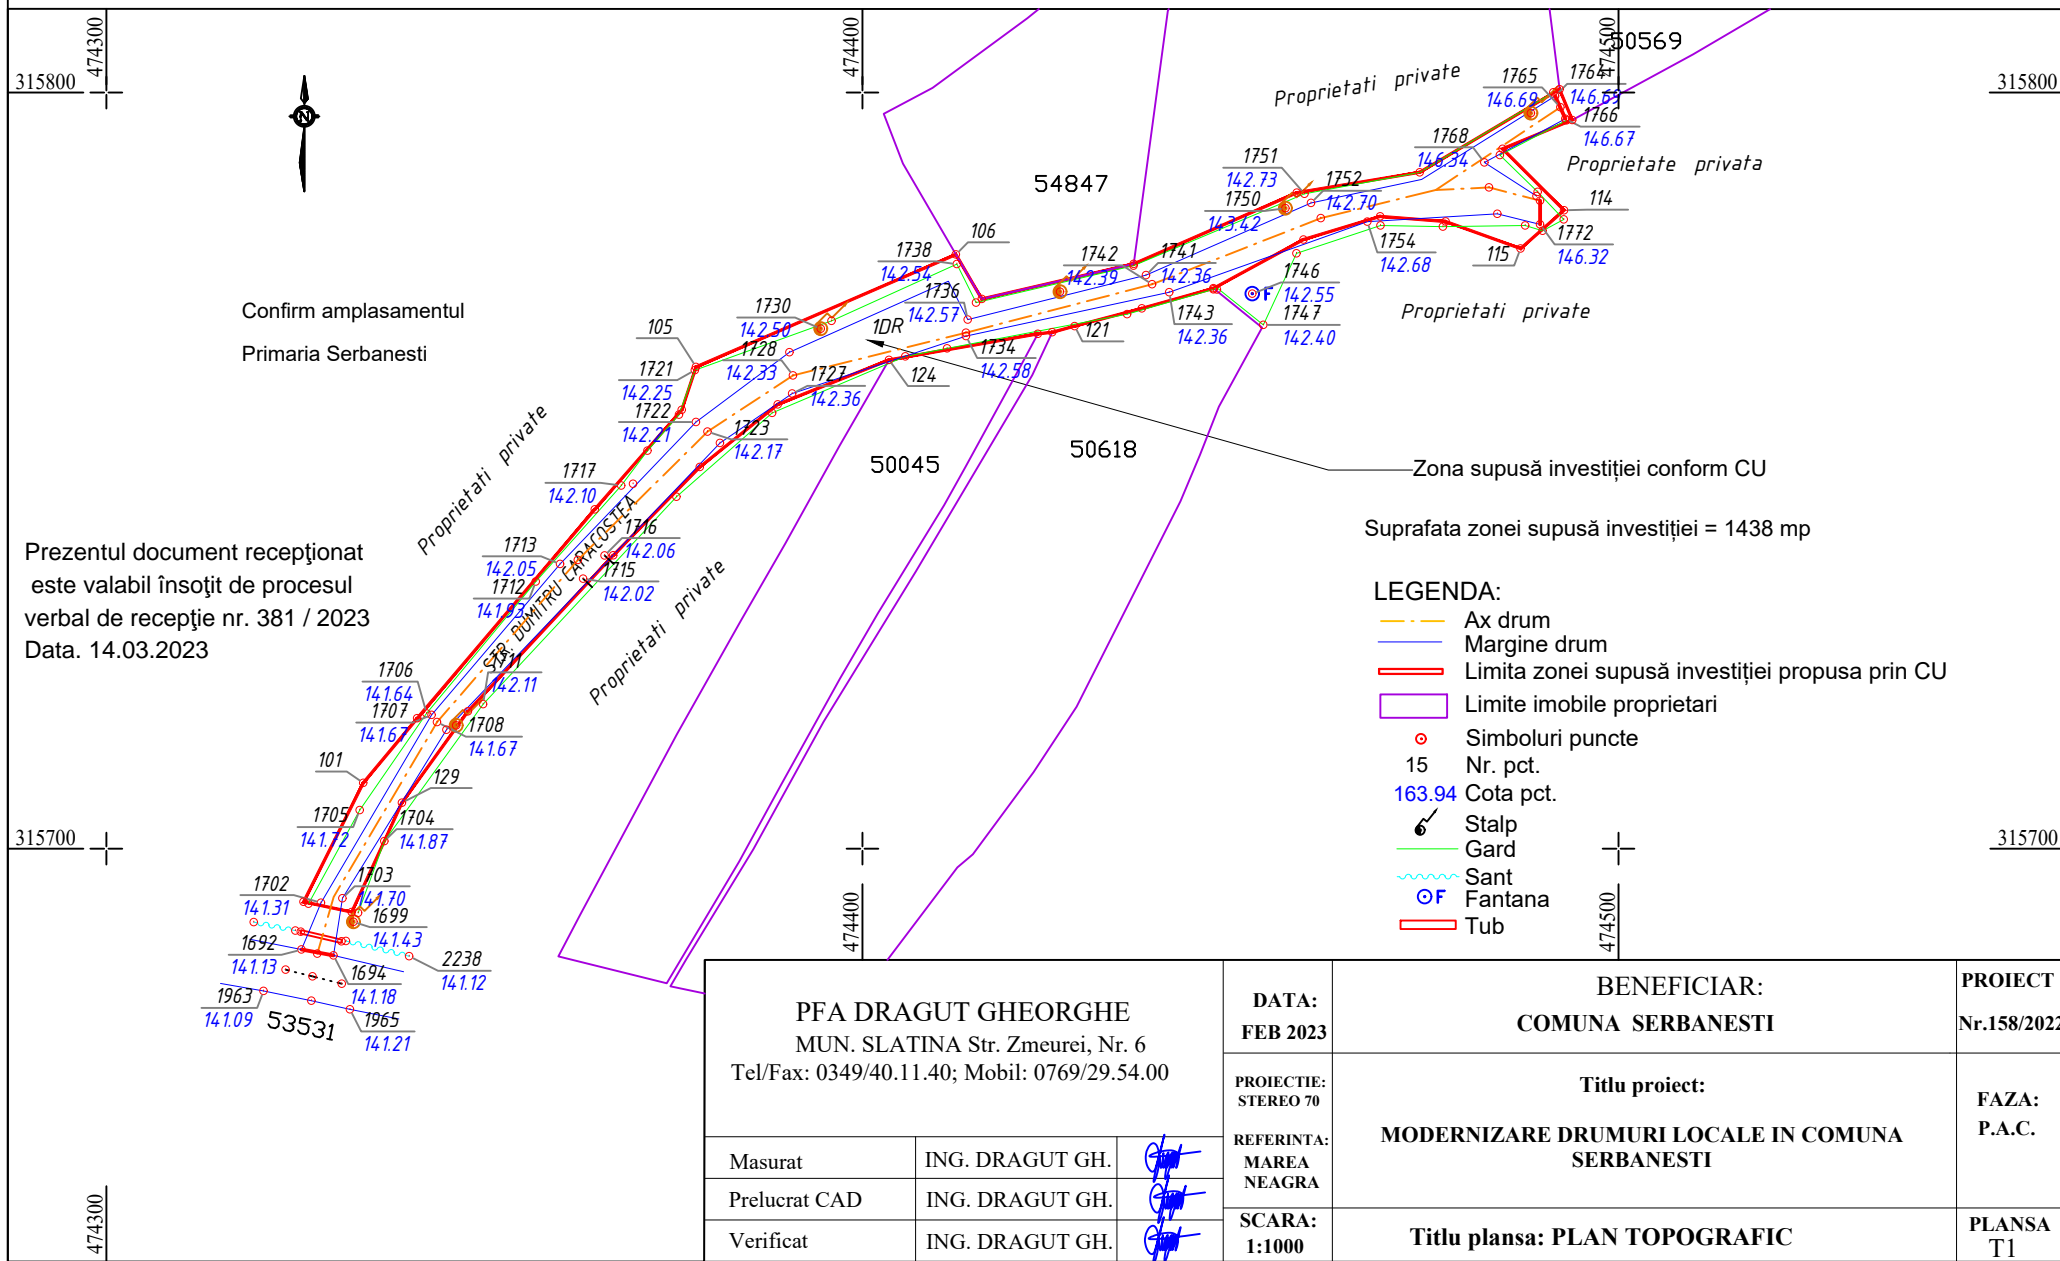 474300
474400
474500
50569
315800
315800
Proprietati private
1765
146.69
1764
146.69
1766
146.67
1768
146.34
Proprietate privata
54847
1751
142.73
1752
142.70
1750
143.42
114
1772
146.32
115
1754
142.68
106
1738
142.54
1742
142.39
1741
142.36
1746
142.55
F
1747
142.40
Proprietati private
1736
142.57
1743
142.36
121
1734
142.58
124
1DR
Confirm amplasamentul
Primaria Serbanesti
1730
142.50
105
1728
142.33
1727
142.36
1721
142.25
1722
142.21
1723
142.17
Proprietati private
50045
50618
Zona supusă investiției conform CU
Suprafata zonei supusă investiției = 1438 mp
1717
142.10
1716
142.06
1713
142.05
1715
142.02
1712
141.93
STR. DUMITRU CARACOSTEA
Proprietati private
1711
142.11
Prezentul document recepţionat
este valabil însoţit de procesul
verbal de recepţie nr. 381 / 2023
Data. 14.03.2023
1706
141.64
1707
141.67
1708
141.67
101
129
1705
141.72
1704
141.87
1702
141.31
1703
141.70
1699
141.43
1692
141.13
1694
141.18
2238
141.12
1963
141.09
53531
1965
141.21
LEGENDA:
Ax drum
Margine drum
Limita zonei supusă investiției propusa prin CU
Limite imobile proprietari
Simboluri puncte
15 Nr. pct.
163.94 Cota pct.
Stalp
Gard
Sant
F Fantana
Tub
315700
315700
474400
474500
474300
PFA DRAGUT GHEORGHE
MUN. SLATINA Str. Zmeurei, Nr. 6
Tel/Fax: 0349/40.11.40; Mobil: 0769/29.54.00
Masurat ING. DRAGUT GH.
Prelucrat CAD ING. DRAGUT GH.
Verificat ING. DRAGUT GH.
DATA:
FEB 2023
PROIECTIE:
STEREO 70
REFERINTA:
MAREA
NEAGRA
SCARA:
1:1000
BENEFICIAR:
COMUNA SERBANESTI
Titlu proiect:
MODERNIZARE DRUMURI LOCALE IN COMUNA
SERBANESTI
Titlu plansa: PLAN TOPOGRAFIC
PROIECT
Nr.158/2022
FAZA:
P.A.C.
PLANSA
T1